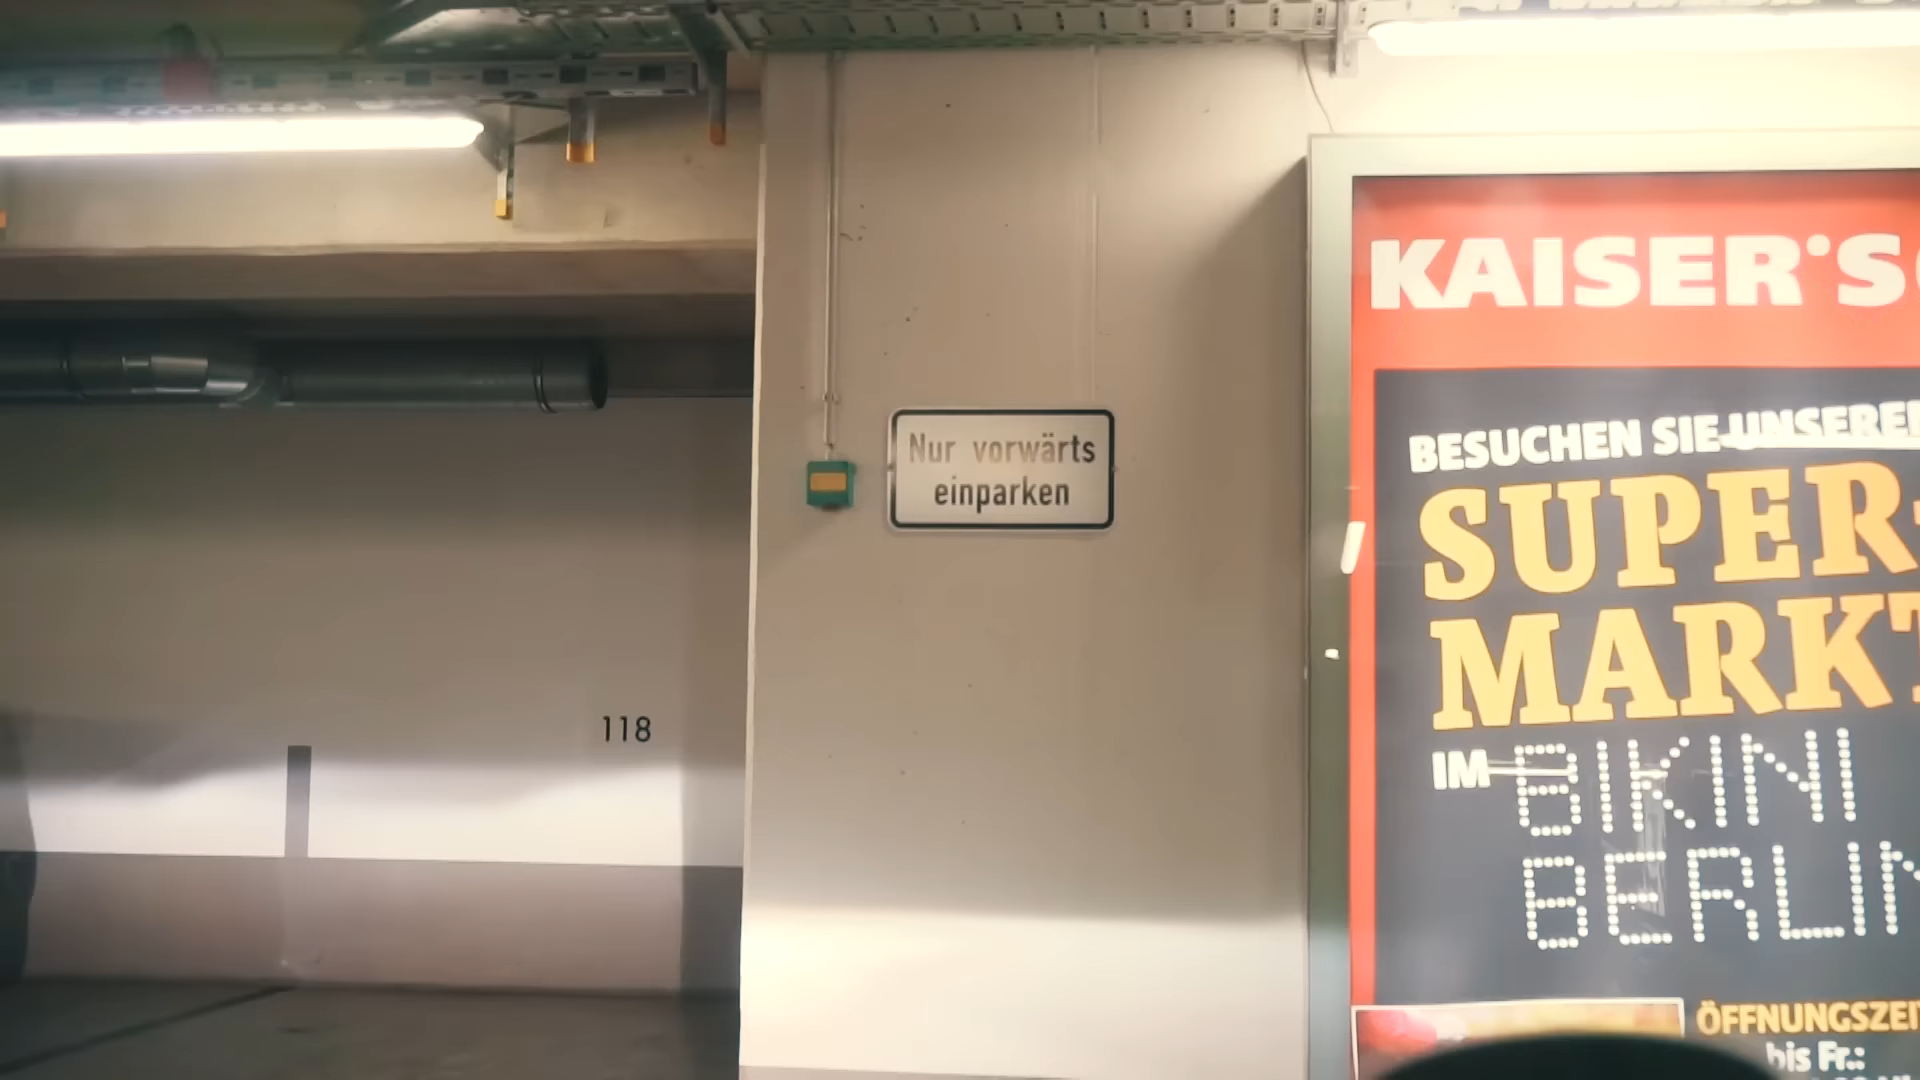 Nur vorwärts
einparken
118
KAISER'S
BESUCHEN SIE
SUPER-
MARKT
IM BIKINI
BERLIN
bis Fr.: